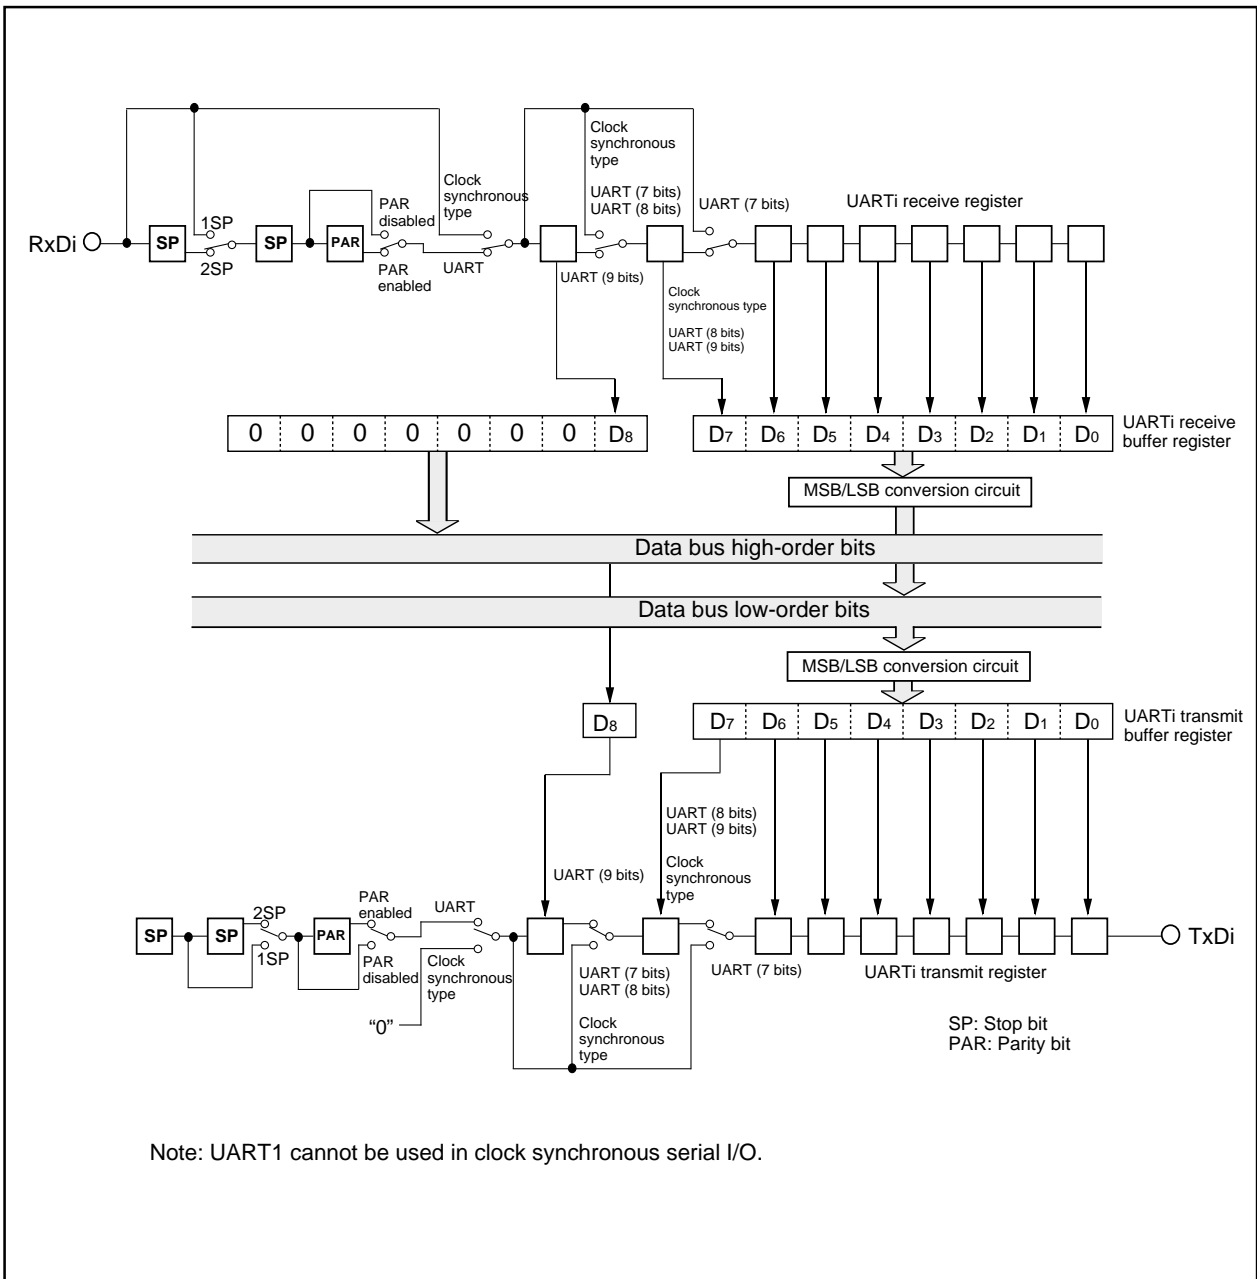 Clock
synchronous
type
Clock
synchronous
type
UART (7 bits)
UART (8 bits)
UART (7 bits)
UARTi receive register
PAR
disabled
1SP
RxDi
SP
SP
PAR
2SP
PAR
enabled
UART
UART (9 bits)
Clock
synchronous type
UART (8 bits)
UART (9 bits)
0 0 0 0 0 0 0 D8
D7 D6 D5 D4 D3 D2 D1 D0
UARTi receive
buffer register
MSB/LSB conversion circuit
Data bus high-order bits
Data bus low-order bits
MSB/LSB conversion circuit
D8
D7 D6 D5 D4 D3 D2 D1 D0
UARTi transmit
buffer register
UART (8 bits)
UART (9 bits)
Clock
synchronous
type
UART (9 bits)
PAR
enabled
UART
2SP
SP
SP
PAR
1SP
PAR
disabled
Clock
synchronous
type
"0"
UART (7 bits)
UART (8 bits)
Clock
synchronous
type
UART (7 bits)
UARTi transmit register
TxDi
SP: Stop bit
PAR: Parity bit
Note: UART1 cannot be used in clock synchronous serial I/O.